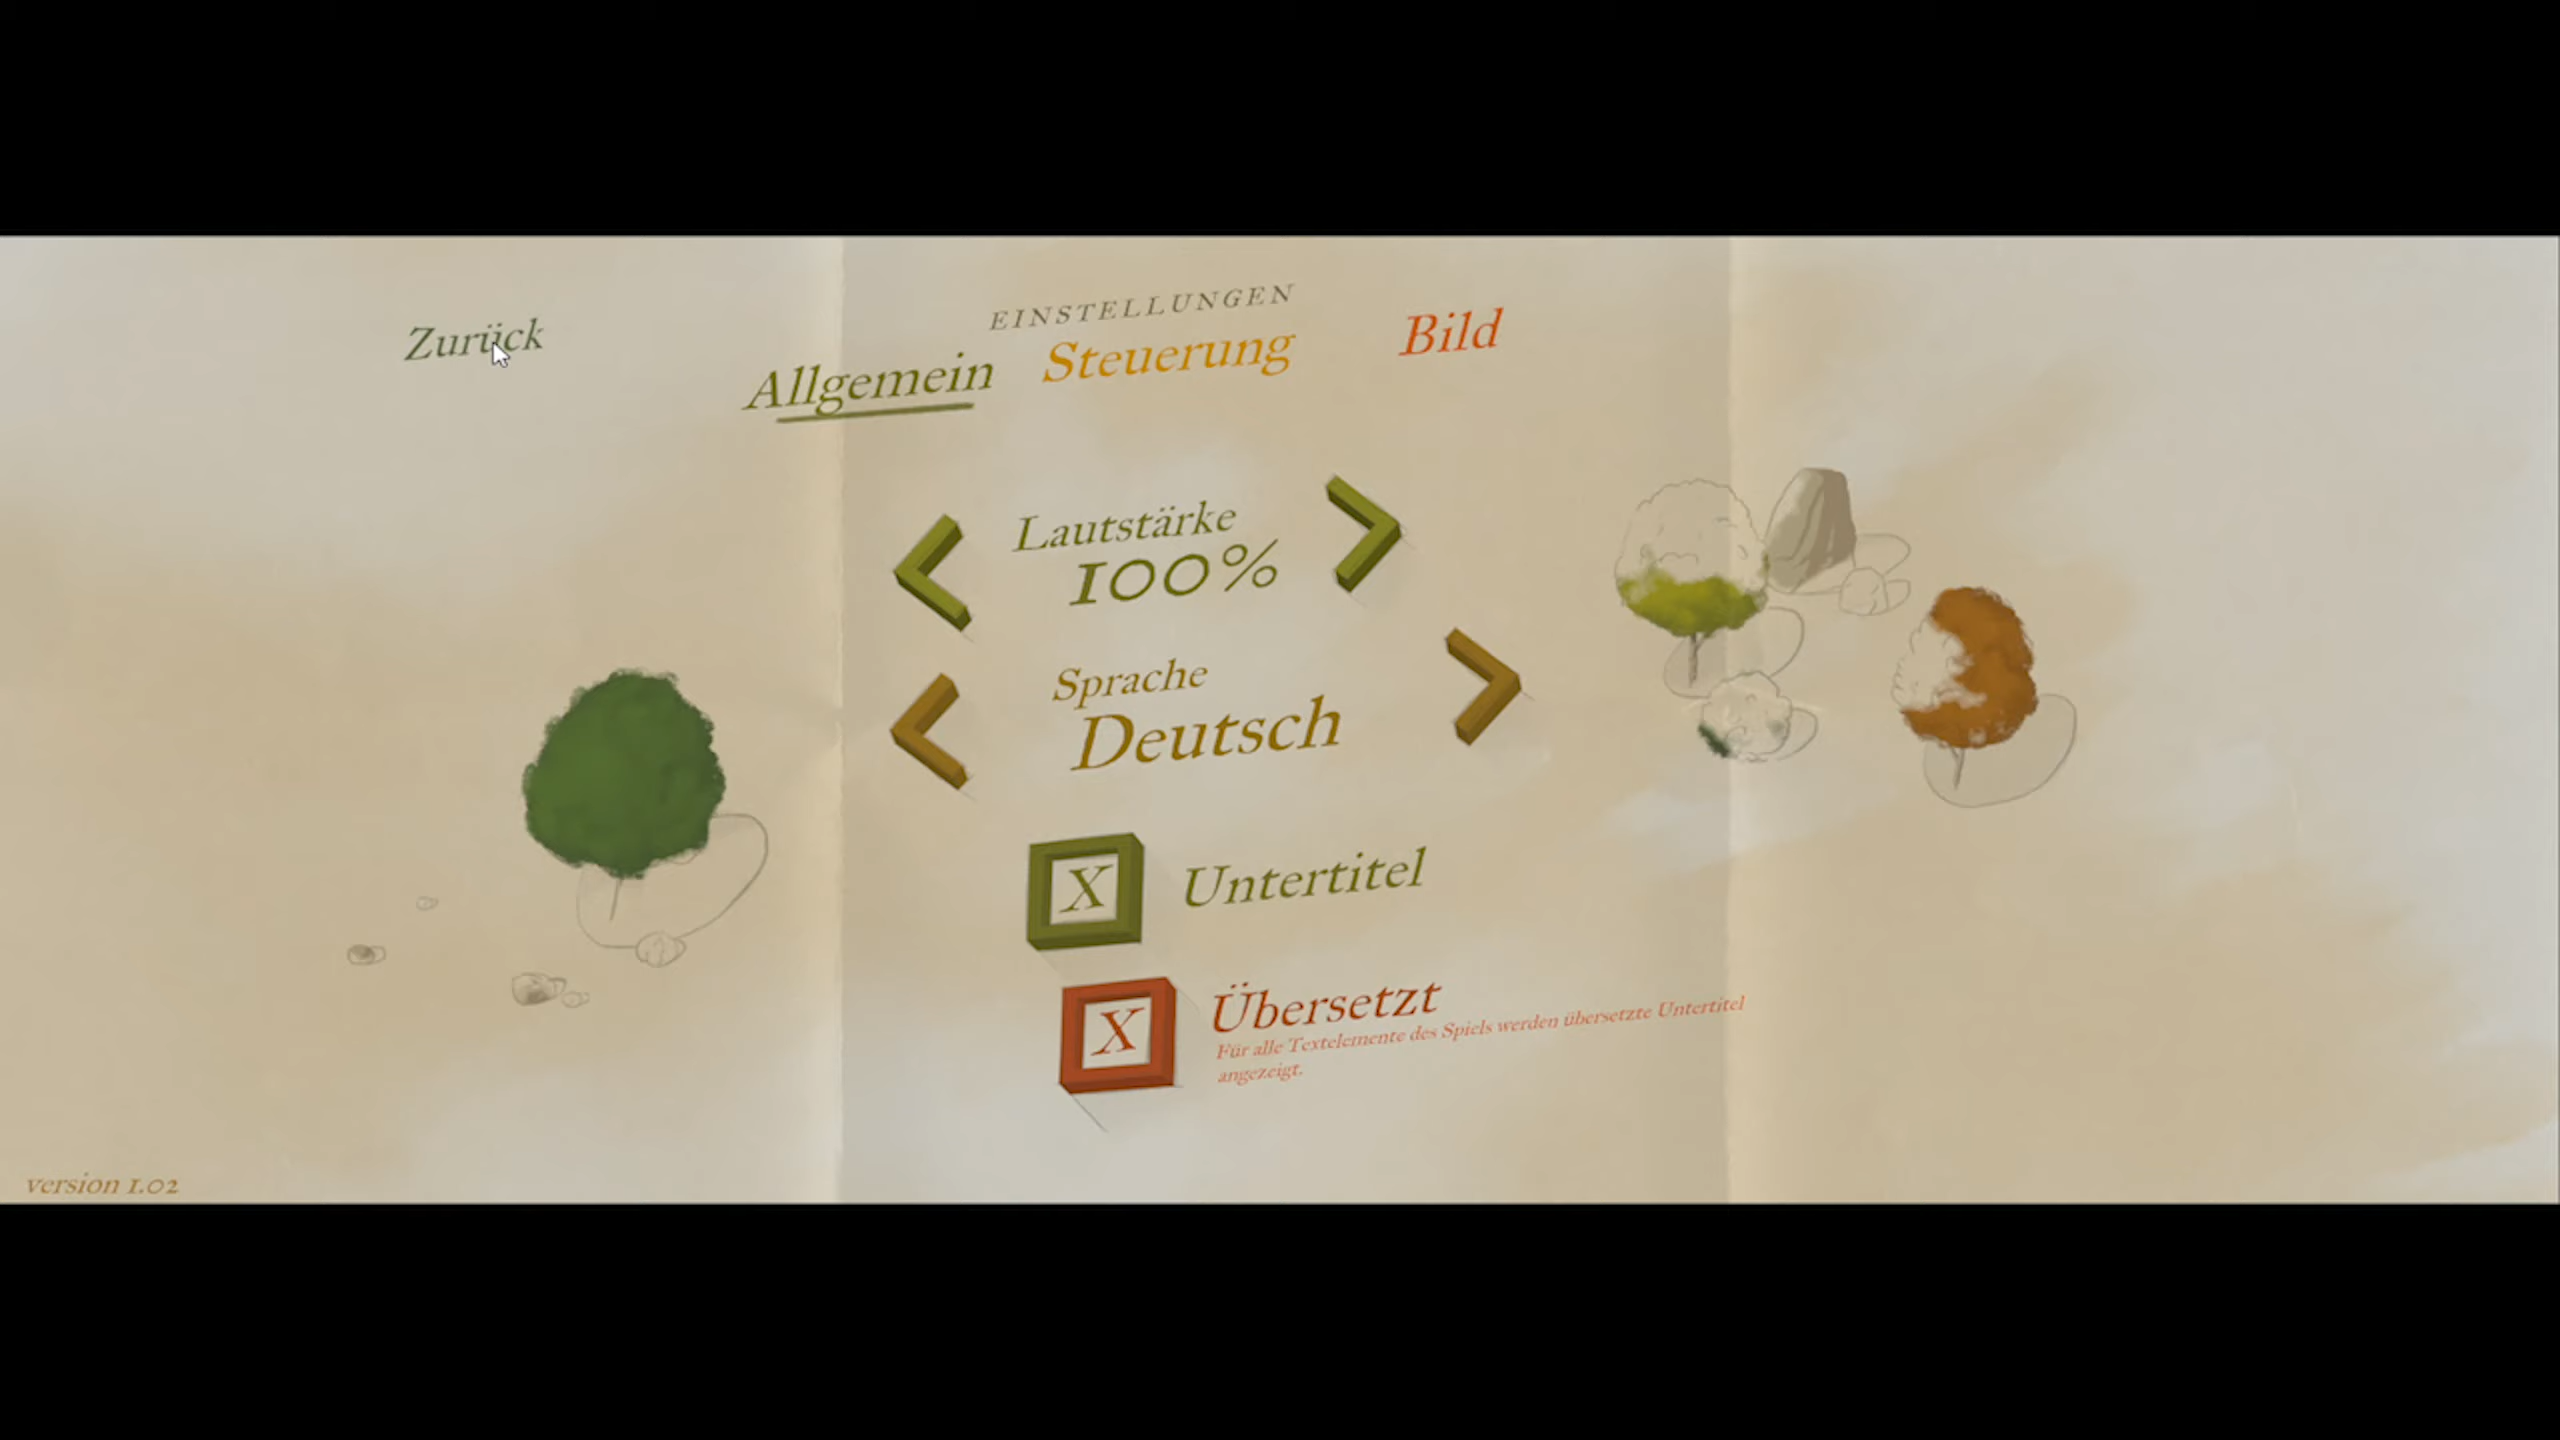 EINSTELLUNGEN
Zurück
Allgemein
Steuerung
Bild
Lautstärke
100%
Sprache
Deutsch
X Untertitel
X Übersetzt
Für alle Textelemente des Spiels werden übersetzte Untertitel
angezeigt.
version 1.02